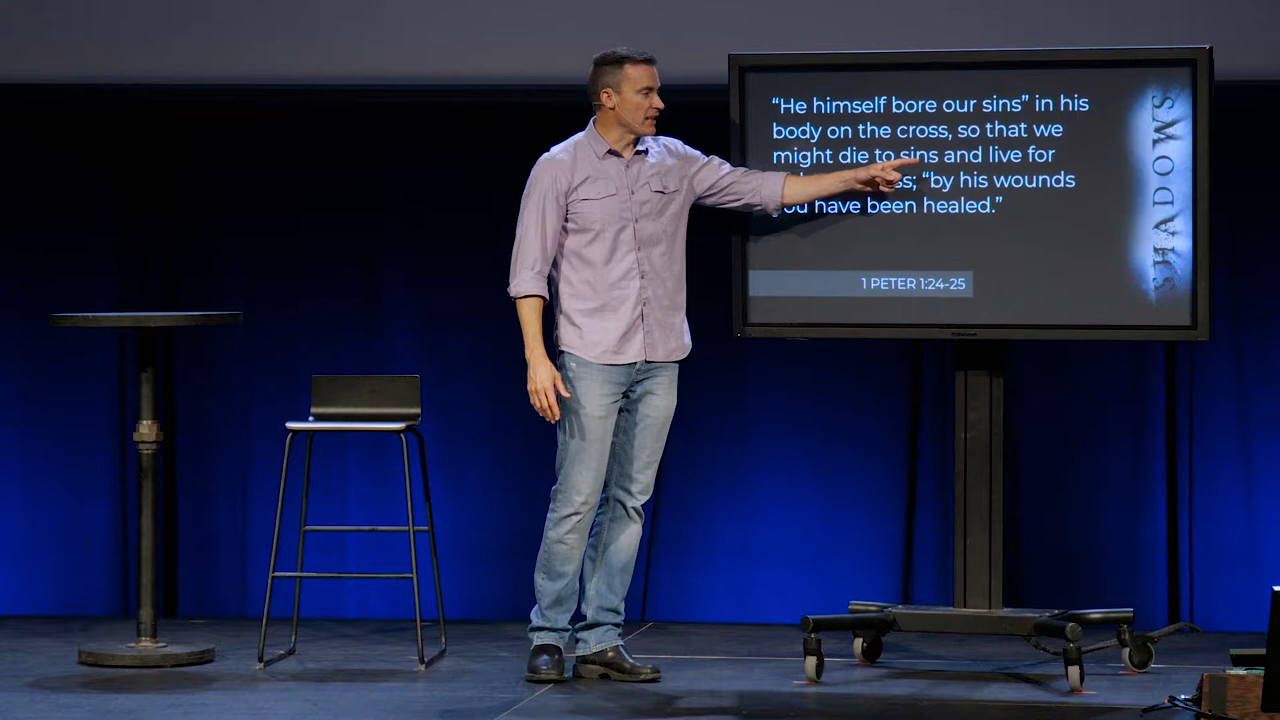 “He himself bore our sins” in his
body on the cross, so that we
might die to sins and live for
“by his wounds
you have been healed.”
1 PETER 1:24-25
SHADOWS